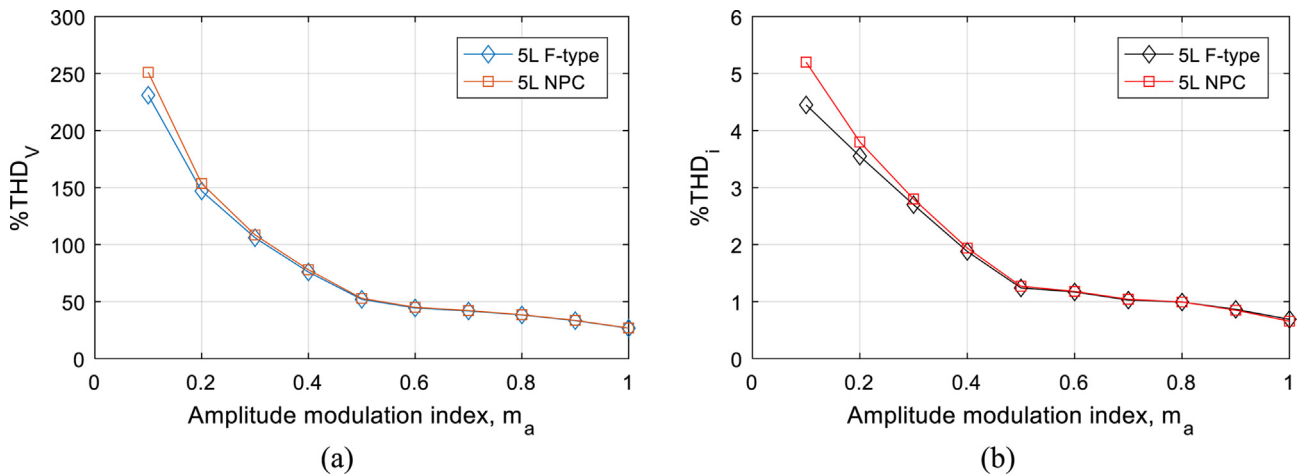 300
250
200
150
100
50
0
%THD_V
5L F-type
5L NPC
0 0.2 0.4 0.6 0.8 1
Amplitude modulation index, m_a
(a)
6
5
4
3
2
1
0
%THD_i
5L F-type
5L NPC
0 0.2 0.4 0.6 0.8 1
Amplitude modulation index, m_a
(b)